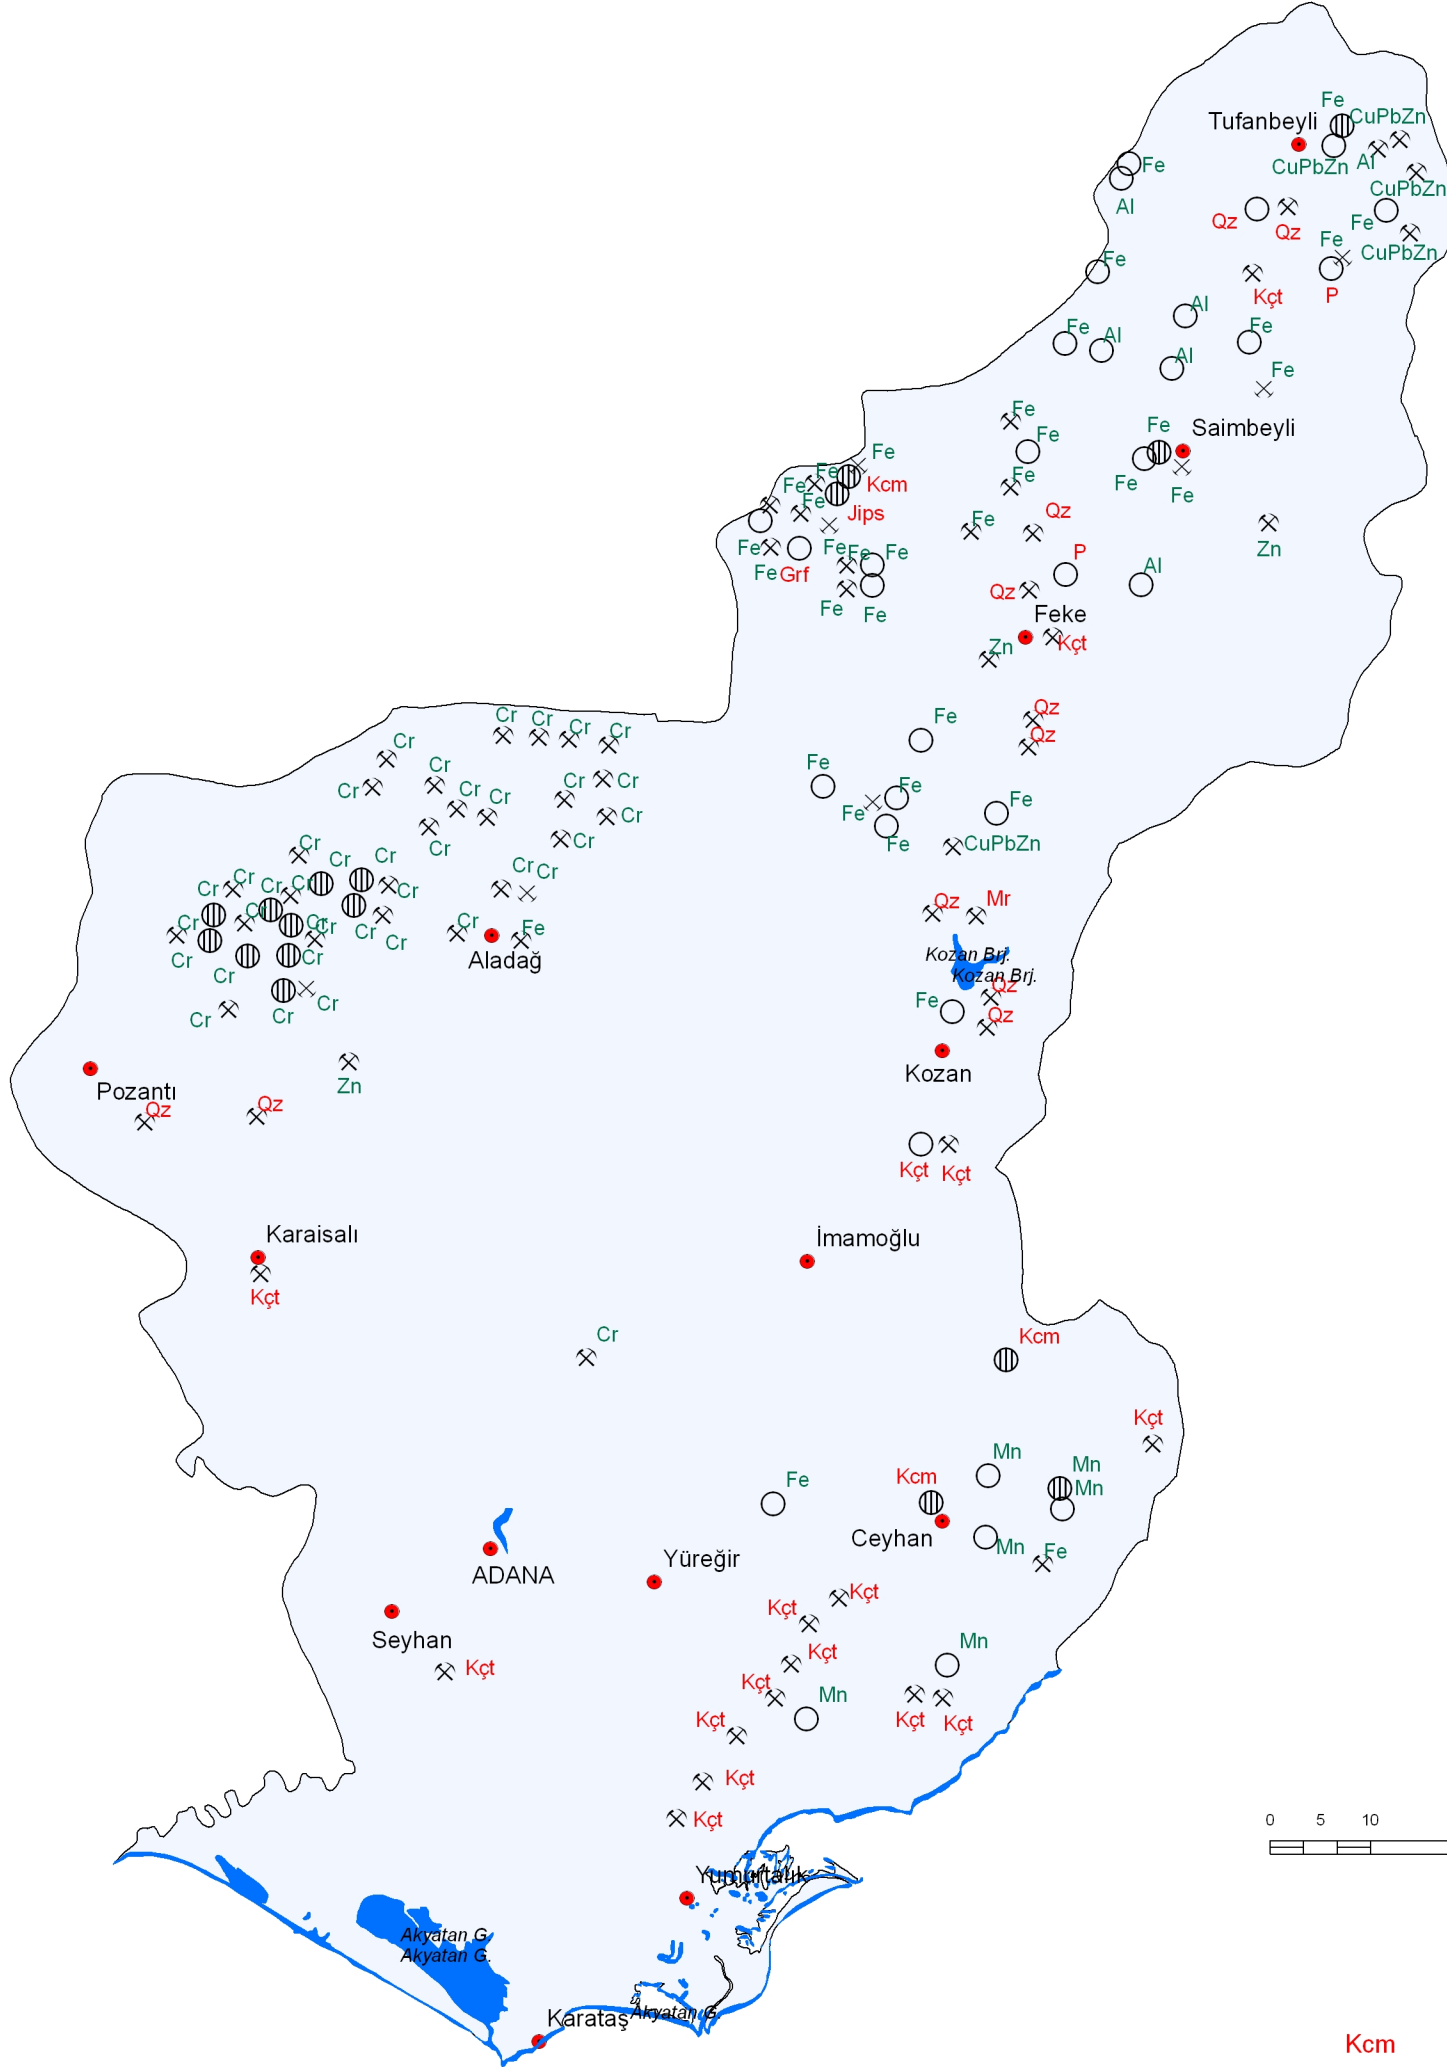 Fe
CuPbZn
Tufanbeyli
CuPbZn
Al
Fe
CuPbZn
Al
Qz
Qz
Fe
Fe
CuPbZn
Fe
Kçt
P
Al
Fe
Al
Fe
Al
Fe
Fe
Fe
Fe
Saimbeyli
Fe
Fe
Fe
Kcm
Fe
Fe
Fe
Fe
Fe
Jips
Qz
Fe
Zn
Fe
Fe
Fe
Fe
P
Al
Fe
Grf
Qz
Fe
Fe
Feke
Zn
Kçt
Cr
Cr
Cr
Cr
Qz
Fe
Qz
Cr
Cr
Fe
Cr
Cr
Cr
Cr
Cr
Fe
Fe
Cr
Fe
Cr
Cr
Fe
CuPbZn
Cr
Cr
Cr
Cr
Cr
Cr
Cr
Cr
Cr
Cr
Cr
Qz
Mr
Cr
Cr
Cr
Cr
Cr
Cr
Fe
Cr
Aladağ
Cr
Cr
Cr
Kozan Brj.
Kozan Brj.
Cr
Cr
Cr
Qz
Fe
Qz
Kozan
Zn
Pozantı
Qz
Qz
Kçt
Kçt
Karaisalı
İmamoğlu
Kçt
Cr
Kcm
Kçt
Mn
Mn
Fe
Kcm
Mn
Ceyhan
Mn
Fe
ADANA
Yüreğir
Kçt
Kçt
Seyhan
Kçt
Kçt
Mn
Kçt
Mn
Kçt
Kçt
Kçt
Kçt
Kçt
0 5 10
Yumurtalık
Akyatan G.
Akyatan G.
Karataş
Akyatan G.
Kcm